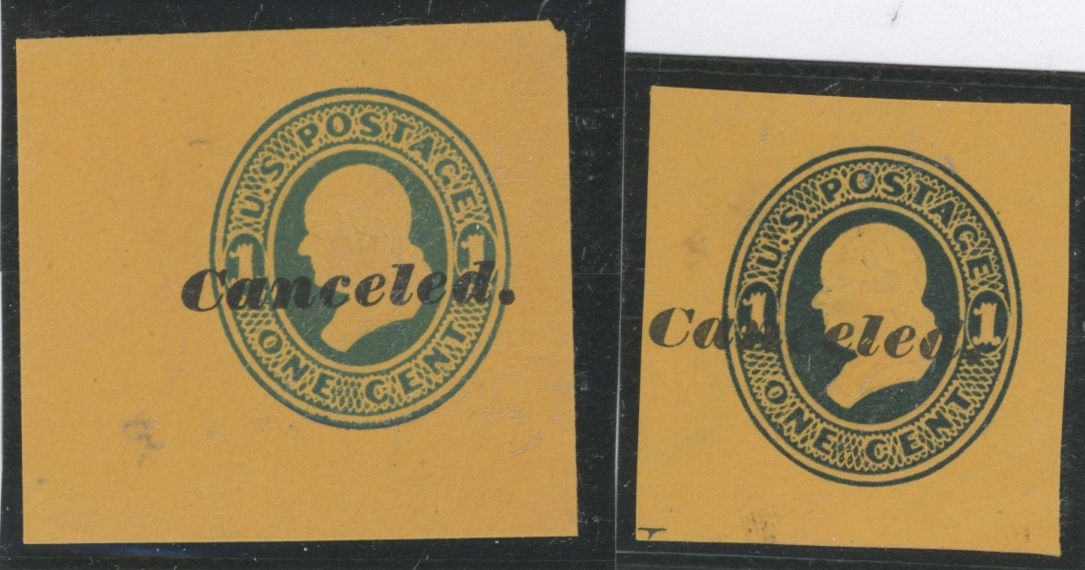 U.S. POSTAGE
1 1
Canceled.
ONE CENT
U.S. POSTAGE
1 1
Canceled.
ONE CENT